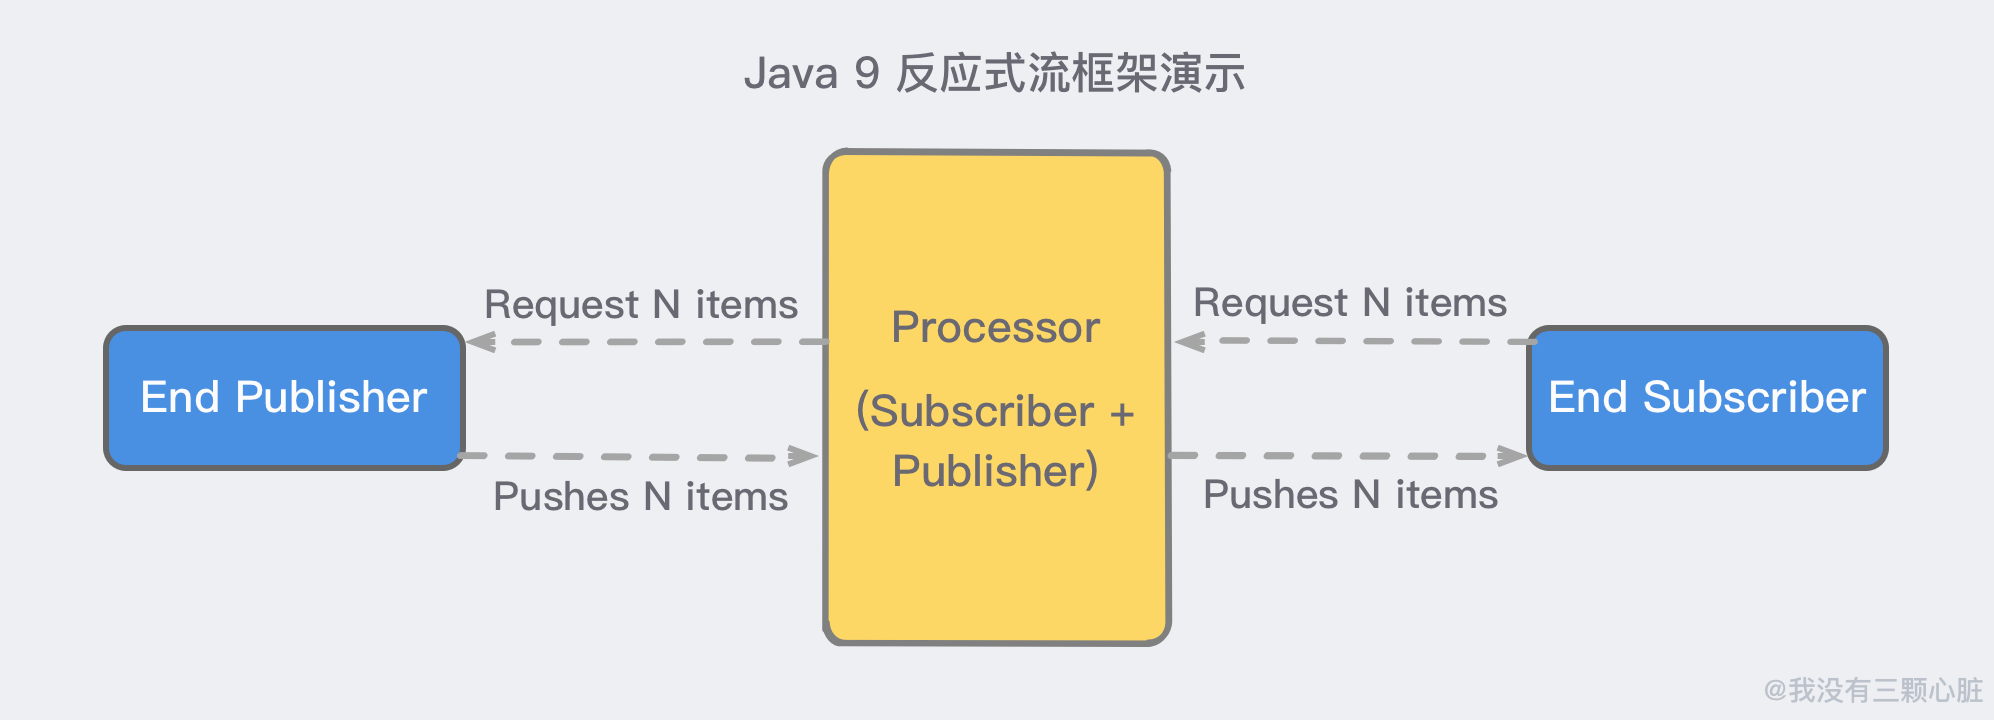 Java 9 反应式流框架演示
Request N items
Request N items
Processor
End Publisher
(Subscriber +
End Subscriber
Publisher)
Pushes N items
Pushes N items
@我没有三颗心脏